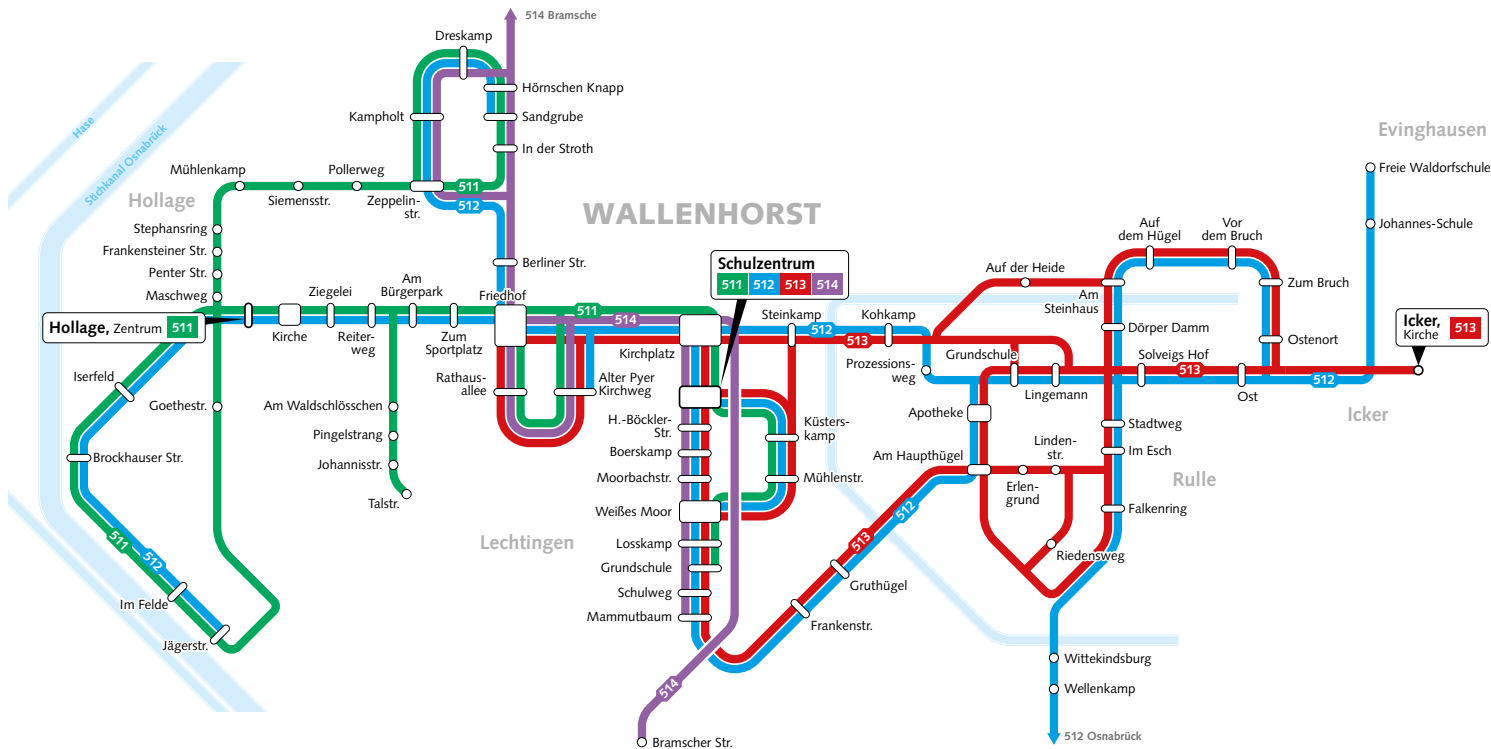 514 Bramsche
Dreskamp
Hörnschen Knapp
Kampholt
Sandgrube
In der Stroth
Hase
Stichkanal Osnabrück
Evinghausen
Freie Waldorfschule
Mühlenkamp
Pollerweg
Siemensstr.
Zeppelin-
str.
511
512
Hollage
WALLENHORST
Stephansring
Frankensteiner Str.
Penter Str.
Maschweg
Johannes-Schule
Auf
dem Hügel
Vor
dem Bruch
Berliner Str.
Schulzentrum
511 512 513 514
Auf der Heide
Am
Steinhaus
Zum Bruch
Ziegelei
Am
Bürgerpark
Friedhof
511
514
Hollage, Zentrum 511
Kirche
Reiter-
weg
Zum
Sportplatz
Kirchplatz
Steinkamp
512
Kohkamp
513
Dörper Damm
Ostenort
Icker,
Kirche
513
Iserfeld
Rathaus-
allee
Alter Pyer
Kirchweg
Prozessions-
weg
Grundschule
Lingemann
Solveigs Hof
513
Ost
512
Icker
Goethestr.
Am Waldschlösschen
Pingelstrang
Johannisstr.
Talstr.
H.-Böckler-
Str.
Boerskamp
Moorbachstr.
Weißes Moor
Losskamp
Grundschule
Schulweg
Mammutbaum
Küsters-
kamp
Mühlenstr.
Apotheke
Am Haupthügel
Linden-
str.
Erlen-
grund
Stadtweg
Im Esch
Rulle
Falkenring
Riedensweg
Brockhauser Str.
511
512
Im Felde
Jägerstr.
Lechtingen
513
512
Gruthügel
Frankenstr.
514
Bramscher Str.
Wittekindsburg
Wellenkamp
512 Osnabrück